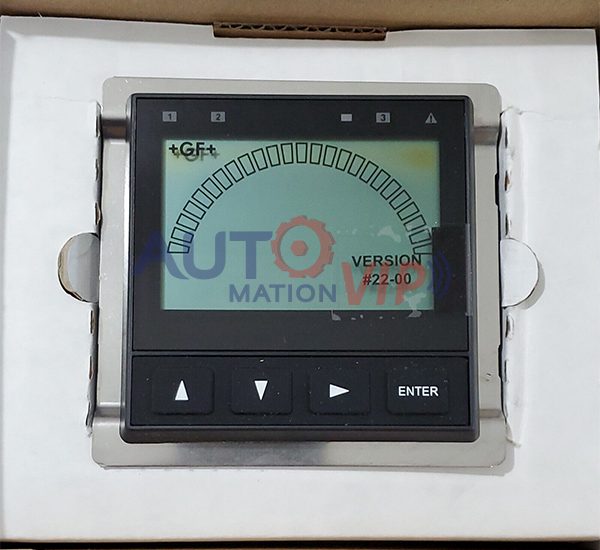 1 2 3
+GF+
VERSION
#22-00
AUTO
MATION VIP
ENTER